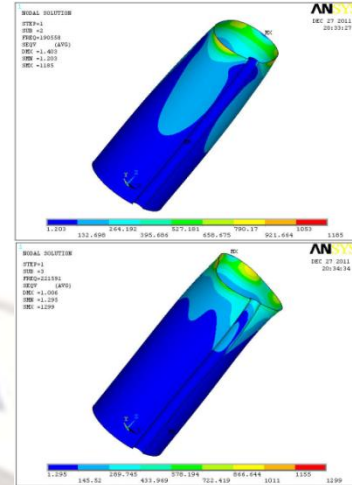 1
NODAL SOLUTION
STEP=1
SUB =2
FREQ=190558
SEQV (AVG)
DMX =1.403
SMN =1.203
SMX =1185
ANSYS
DEC 27 2011
20:33:27
MX
1.203 264.192 527.181 790.17 1053
132.698 395.686 658.675 921.664 1185
1
NODAL SOLUTION
STEP=1
SUB =3
FREQ=221591
SEQV (AVG)
DMX =1.006
SMN =1.295
SMX =1299
ANSYS
DEC 27 2011
20:34:34
MX
1.295 289.745 578.194 866.644 1155
145.52 433.969 722.419 1011 1299